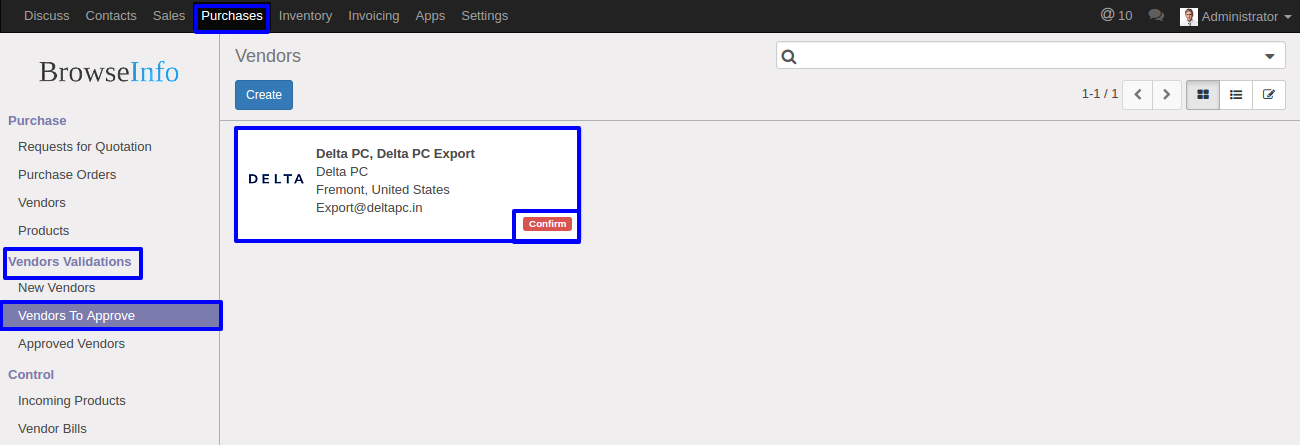 Discuss Contacts Sales Purchases Inventory Invoicing Apps Settings @ 10 Administrator
BrowseInfo
Purchase
Requests for Quotation
Purchase Orders
Vendors
Products
Vendors Validations
New Vendors
Vendors To Approve
Approved Vendors
Control
Incoming Products
Vendor Bills
Vendors
Create
1-1 / 1
DELTA
Delta PC, Delta PC Export
Delta PC
Fremont, United States
Export@deltapc.in
Confirm